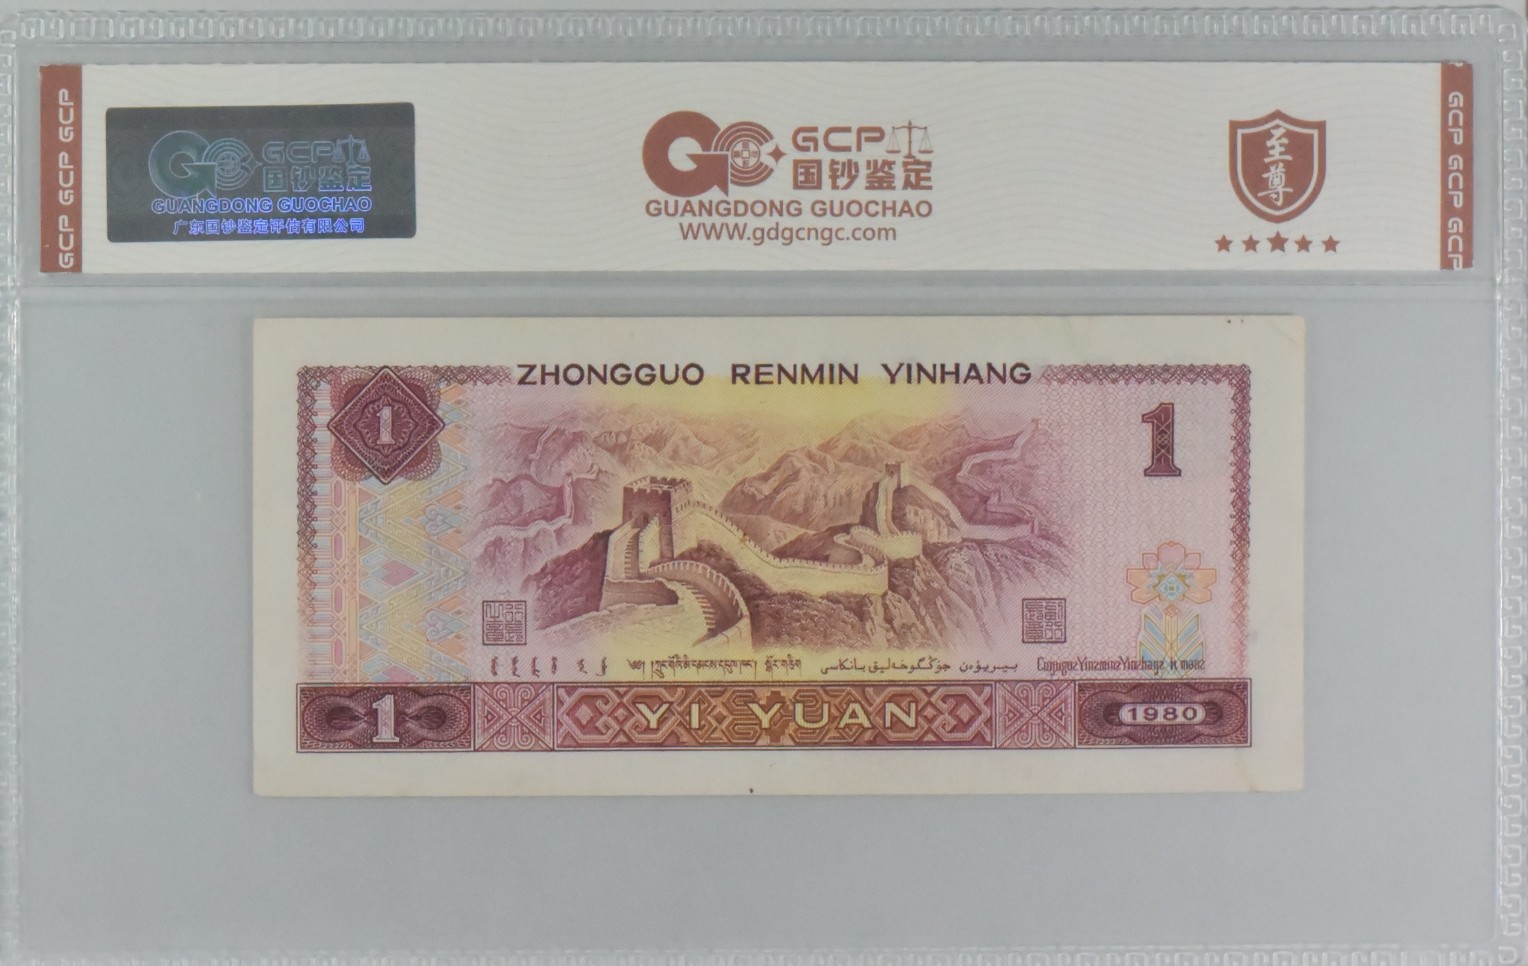 GCP GCP GCP
GCP
国钞鉴定
GUANGDONG GUOCHAO
广东国钞鉴定评估有限公司
GCP
国钞鉴定
GUANGDONG GUOCHAO
WWW.gdgcngc.com
至尊
GCP GCP GCP
ZHONGGUO RENMIN YINHANG
1
1
1
YI YUAN
1980